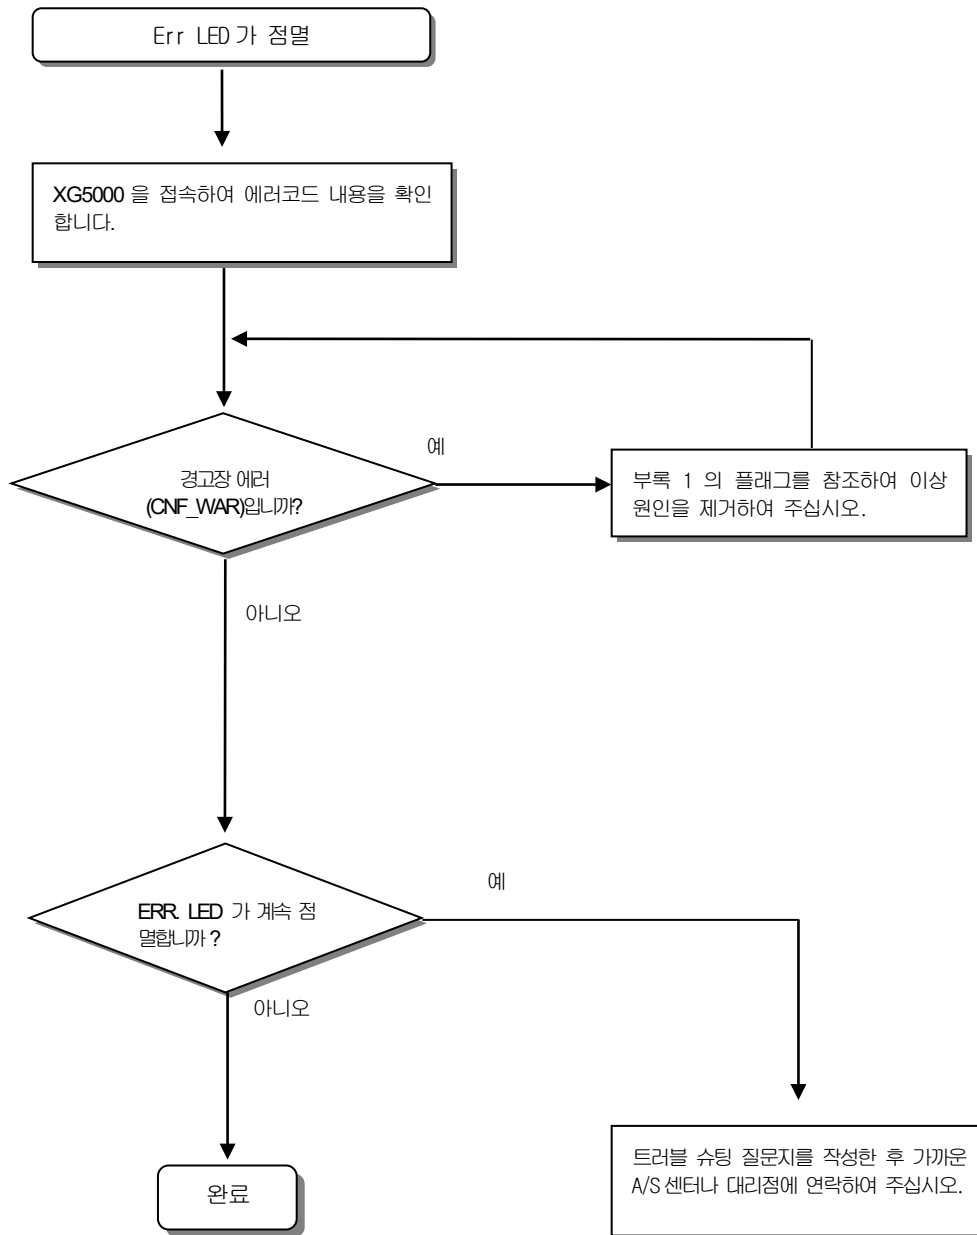 Err LED가 점멸
XG5000 을 접속하여 에러코드 내용을 확인
합니다.
예
경고장 에러
(CNF_WAR)입니까?
부록 1 의 플래그를 참조하여 이상
원인을 제거하여 주십시오.
아니오
예
ERR. LED 가 계속 점
멸합니까 ?
아니오
완료
트러블 슈팅 질문지를 작성한 후 가까운
A/S 센터나 대리점에 연락하여 주십시오.